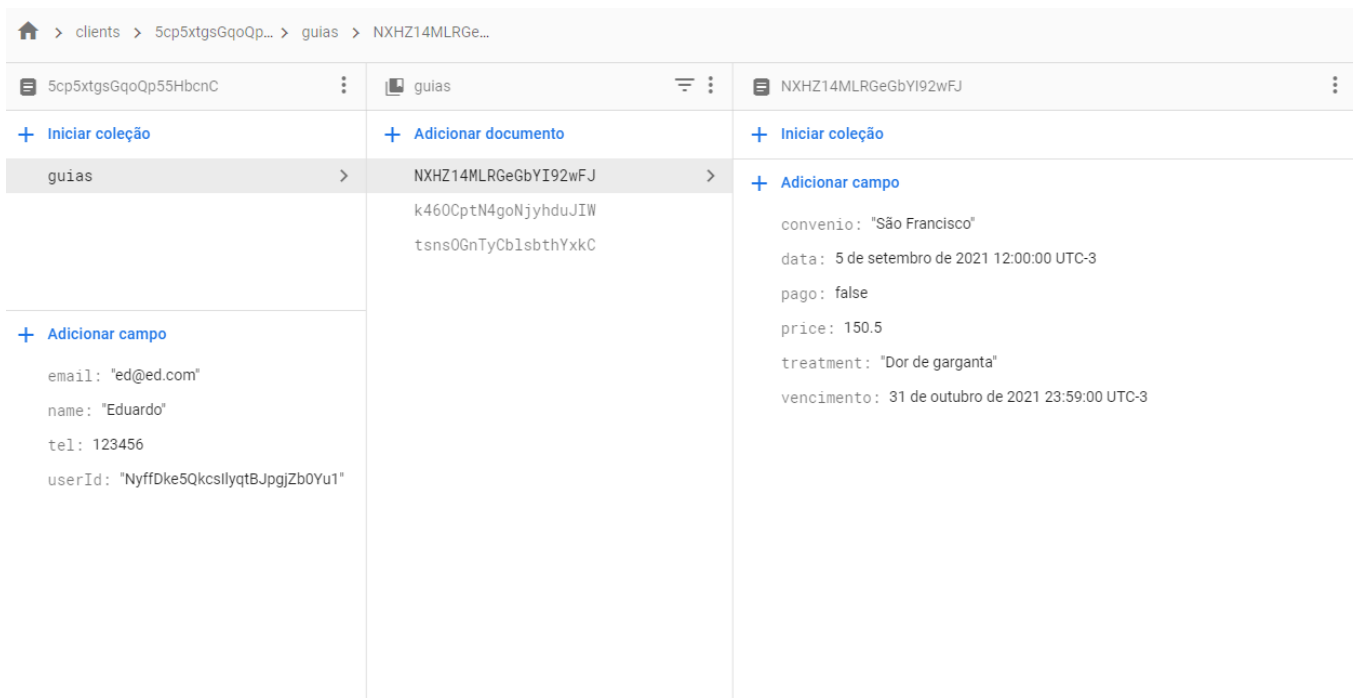 clients > 5cp5xtgsGqoQp... > guias > NXHZ14MLRGe...
5cp5xtgsGqoQp55HbcnC
Iniciar coleção
guias
Adicionar campo
email: "ed@ed.com"
name: "Eduardo"
tel: 123456
userId: "NyffDke5QkcsIlyqtBJpgjZb0Yu1"
guias
Adicionar documento
NXHZ14MLRGeGbYI92wFJ
k46OCptN4goNjyhduJIW
tsnsOGnTyCblsbthYxkC
NXHZ14MLRGeGbYI92wFJ
Iniciar coleção
Adicionar campo
convenio: "São Francisco"
data: 5 de setembro de 2021 12:00:00 UTC-3
pago: false
price: 150.5
treatment: "Dor de garganta"
vencimento: 31 de outubro de 2021 23:59:00 UTC-3